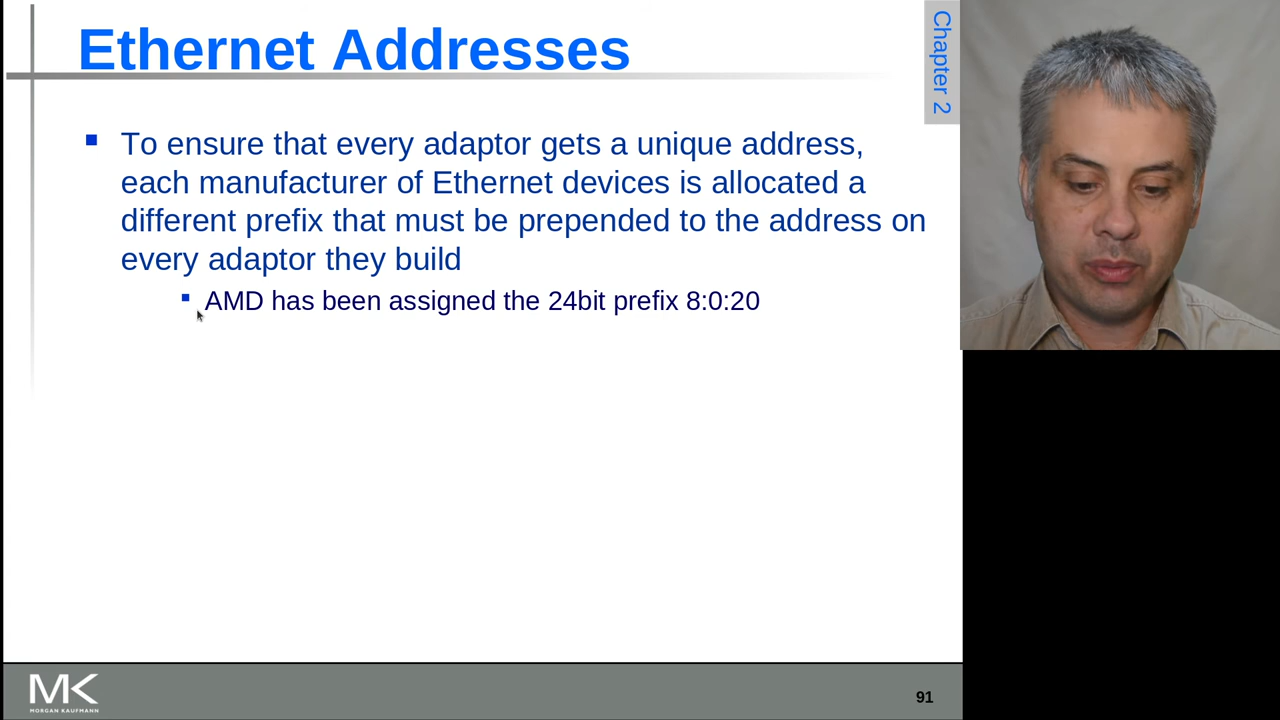 Ethernet Addresses
Chapter 2
To ensure that every adaptor gets a unique address,
each manufacturer of Ethernet devices is allocated a
different prefix that must be prepended to the address on
every adaptor they build
AMD has been assigned the 24bit prefix 8:0:20
MK
MORGAN KAUFMANN
91